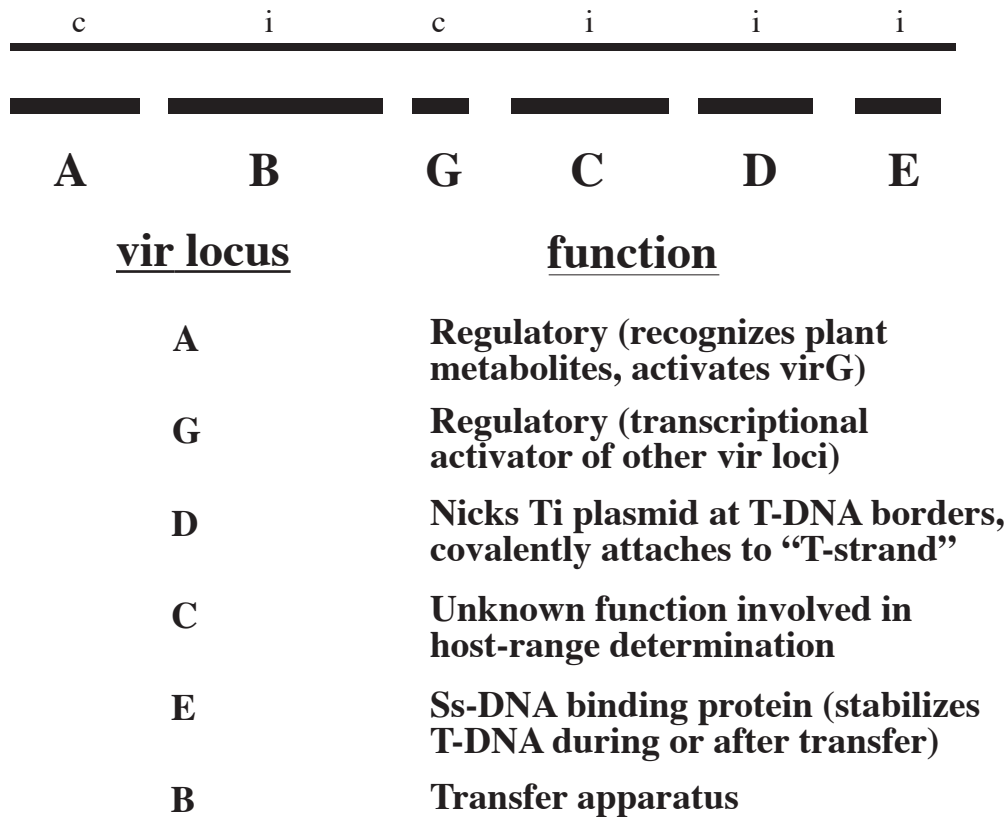 c i c i i i
A B G C D E
vir locus function
A Regulatory (recognizes plant
metabolites, activates virG)
G Regulatory (transcriptional
activator of other vir loci)
D Nicks Ti plasmid at T-DNA borders,
covalently attaches to “T-strand”
C Unknown function involved in
host-range determination
E Ss-DNA binding protein (stabilizes
T-DNA during or after transfer)
B Transfer apparatus